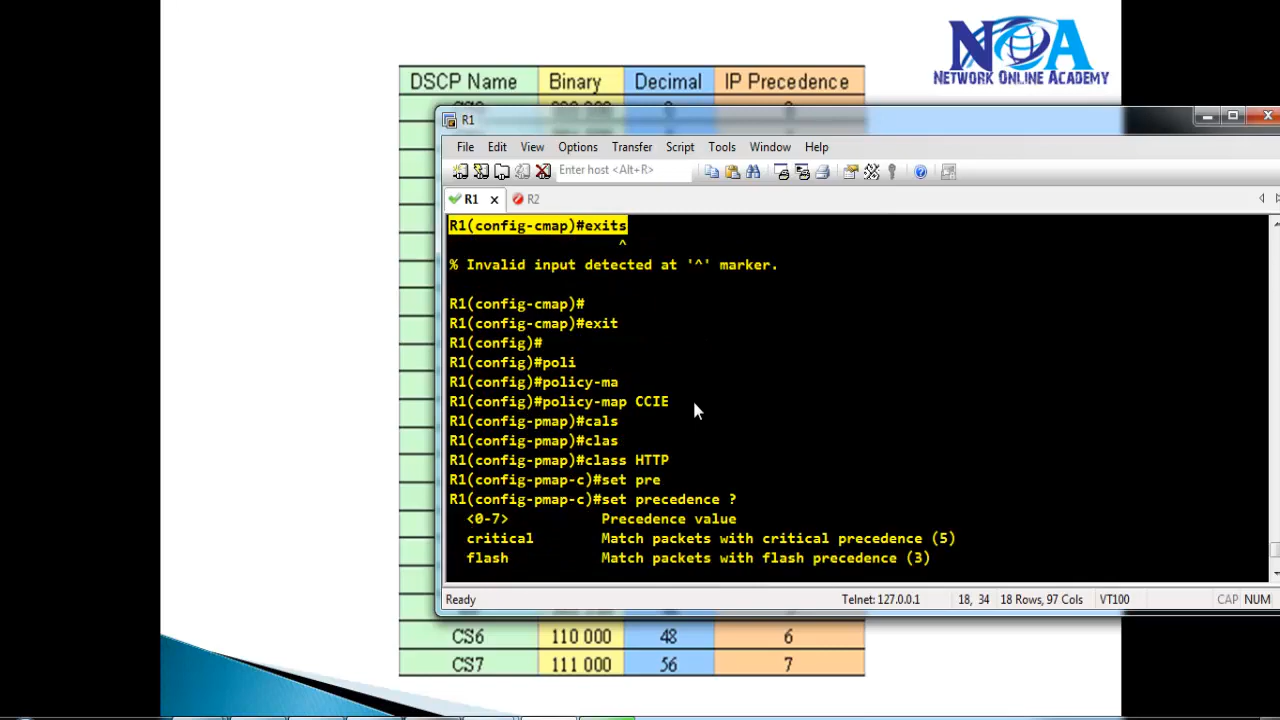 NOA
NETWORK ONLINE ACADEMY
DSCP Name Binary Decimal IP Precedence
R1
File Edit View Options Transfer Script Tools Window Help
Enter host <Alt+R>
R1 R2
R1(config-cmap)#exits
^
% Invalid input detected at '^' marker.
R1(config-cmap)#
R1(config-cmap)#exit
R1(config)#
R1(config)#poli
R1(config)#policy-ma
R1(config)#policy-map CCIE
R1(config-pmap)#cals
R1(config-pmap)#clas
R1(config-pmap)#class HTTP
R1(config-pmap-c)#set pre
R1(config-pmap-c)#set precedence ?
<0-7> Precedence value
critical Match packets with critical precedence (5)
flash Match packets with flash precedence (3)
Ready Telnet: 127.0.0.1 18, 34 18 Rows, 97 Cols VT100 CAP NUM
CS6 110 000 48 6
CS7 111 000 56 7